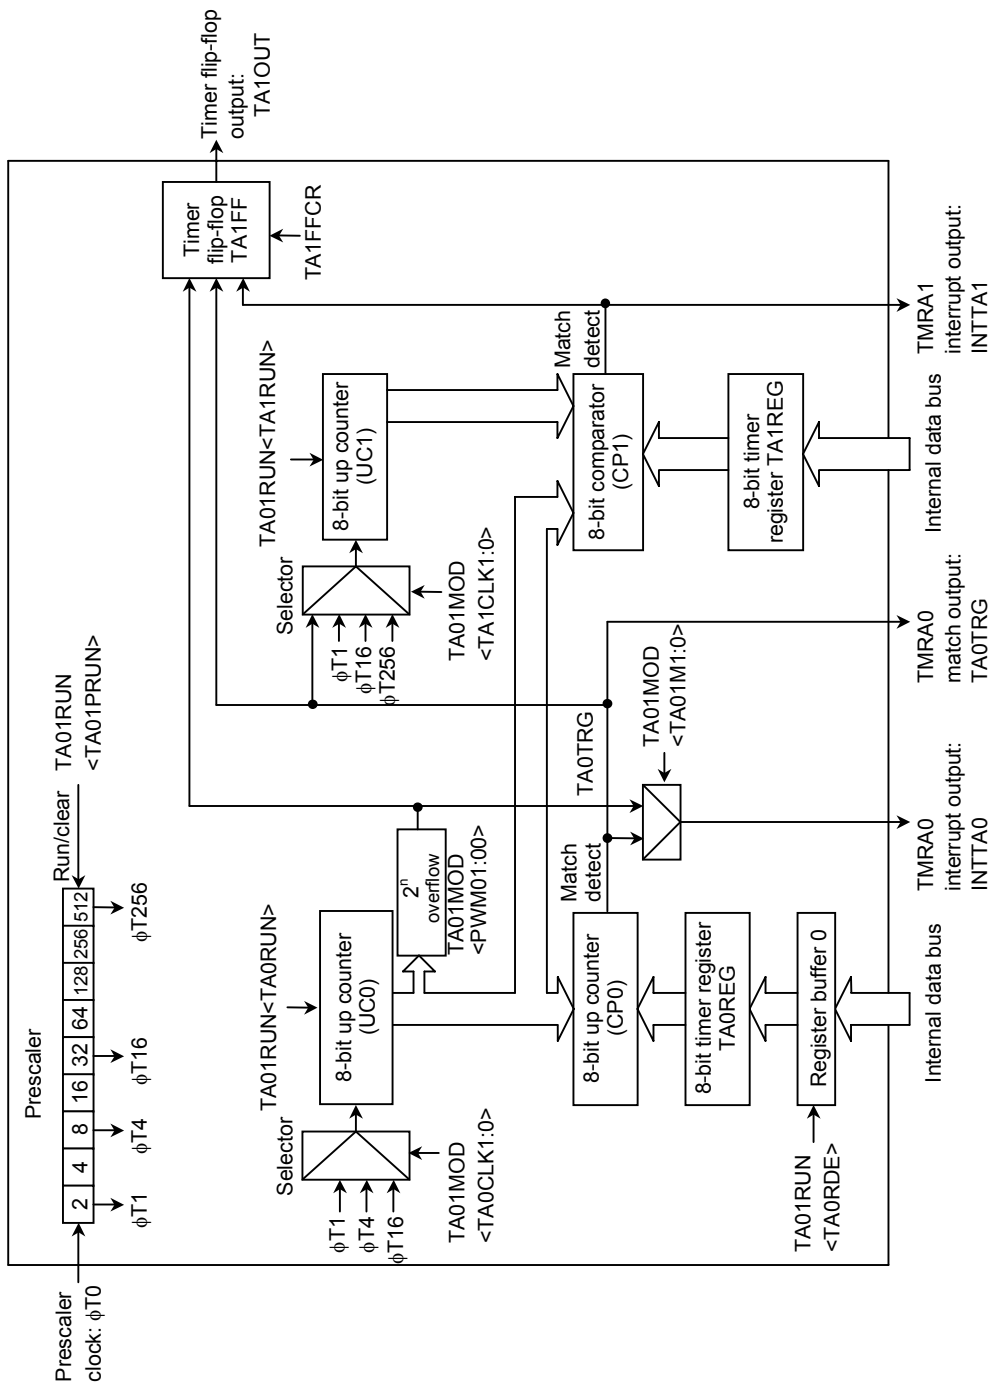 Prescaler
Prescaler
clock: ϕT0
2 4 8 16 32 64 128 256 512
Run/clear
TA01RUN
<TA01PRUN>
ϕT1
ϕT4
ϕT16
ϕT256
TA01RUN<TA0RUN>
Selector
ϕT1
ϕT4
ϕT16
8-bit up counter
(UC0)
TA01MOD
<TA0CLK1:0>
2ⁿ
overflow
TA01MOD
<PWM01:00>
TA01RUN<TA1RUN>
Selector
ϕT1
ϕT16
ϕT256
8-bit up counter
(UC1)
TA01MOD
<TA1CLK1:0>
Timer
flip-flop
TA1FF
TA1FFCR
Timer flip-flop
output:
TA1OUT
8-bit up counter
(CP0)
Match
detect
TA0TRG
8-bit comparator
(CP1)
Match
detect
8-bit timer register
TA0REG
TA01MOD
<TA01M1:0>
8-bit timer
register TA1REG
Register buffer 0
TA01RUN
<TA0RDE>
Internal data bus
TMRA0
interrupt output:
INTTA0
TMRA0
match output:
TA0TRG
Internal data bus
TMRA1
interrupt output:
INTTA1